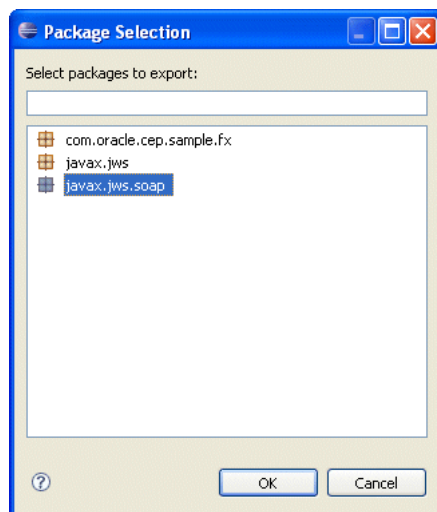 Package Selection
Select packages to export:
com.oracle.cep.sample.fx
javax.jws
javax.jws.soap
? OK Cancel